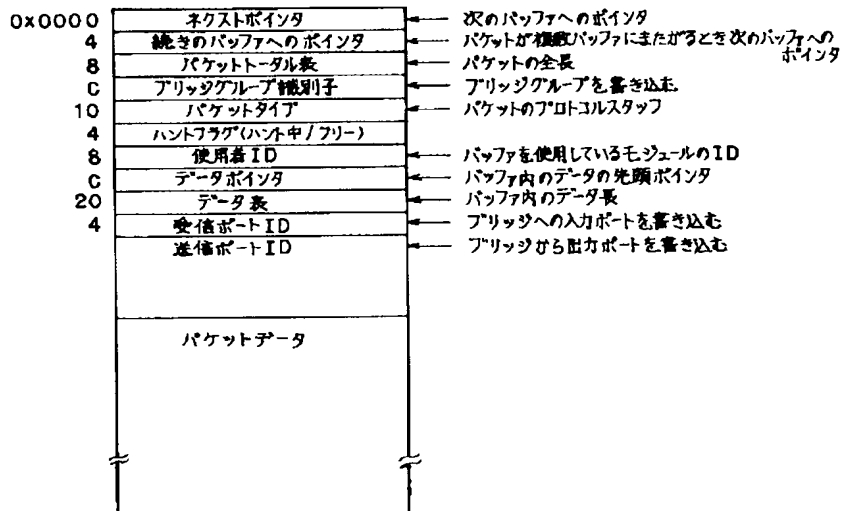 0x0000 ネクストポインタ 次のバッファへのポインタ
4 続きのバッファへのポインタ パケットが複数バッファにまたがるとき次のバッファへの
ポインタ
8 パケットトータル長 パケットの全長
C ブリッジグループ識別子 ブリッジグループを書き込む
10 パケットタイプ パケットのプロトコルスタッフ
4 ハントフラグ(ハント中/フリー)
8 使用者ID バッファを使用しているモジュールのID
C データポインタ バッファ内のデータの先頭ポインタ
20 データ長 バッファ内のデータ長
4 受信ポートID ブリッジへの入力ポートを書き込む
送信ポートID ブリッジから出力ポートを書き込む
パケットデータ